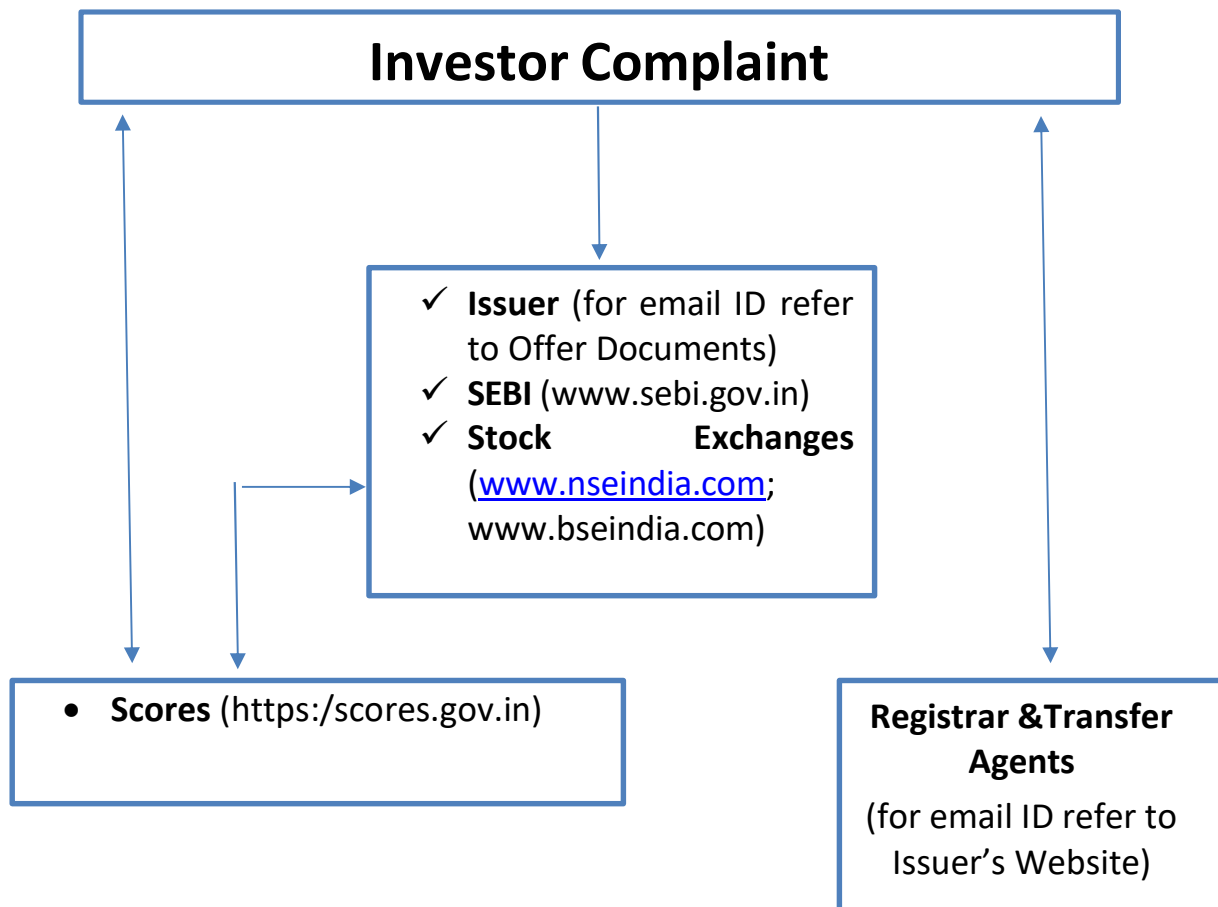 Investor Complaint
✓ Issuer (for email ID refer
to Offer Documents)
✓ SEBI (www.sebi.gov.in)
✓ Stock Exchanges
(www.nseindia.com;
www.bseindia.com)
• Scores (https:/scores.gov.in)
Registrar &Transfer
Agents
(for email ID refer to
Issuer’s Website)